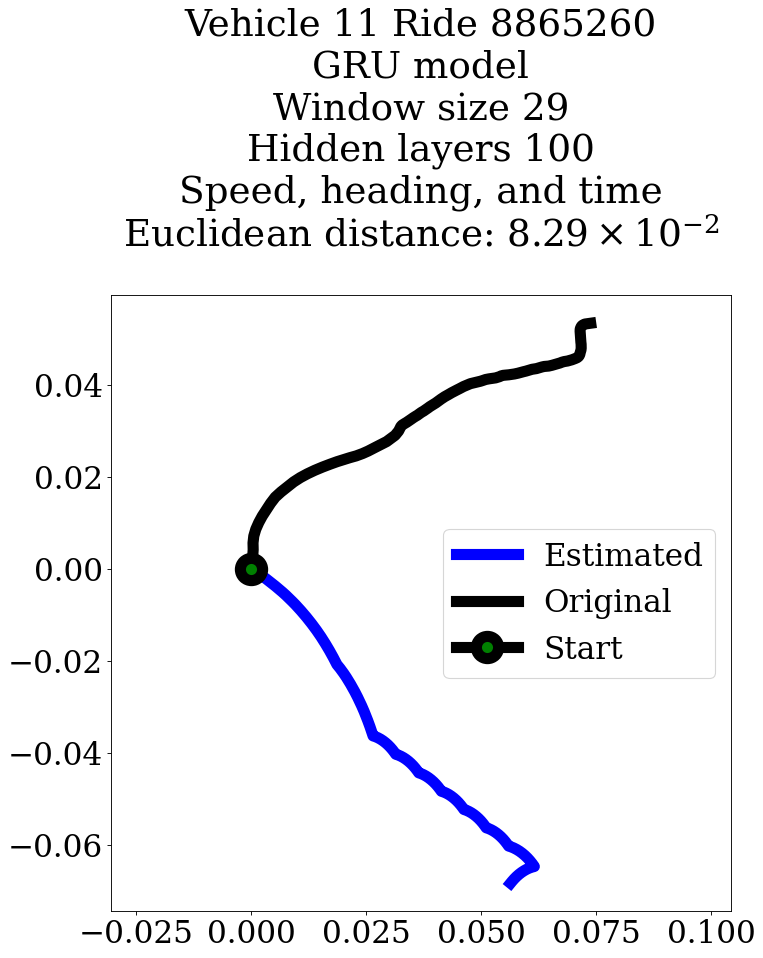 Vehicle 11 Ride 8865260
GRU model
Window size 29
Hidden layers 100
Speed, heading, and time
Euclidean distance: 8.29 × 10⁻²
0.04
0.02
0.00
−0.02
−0.04
−0.06
Estimated
Original
Start
−0.025 0.000 0.025 0.050 0.075 0.100